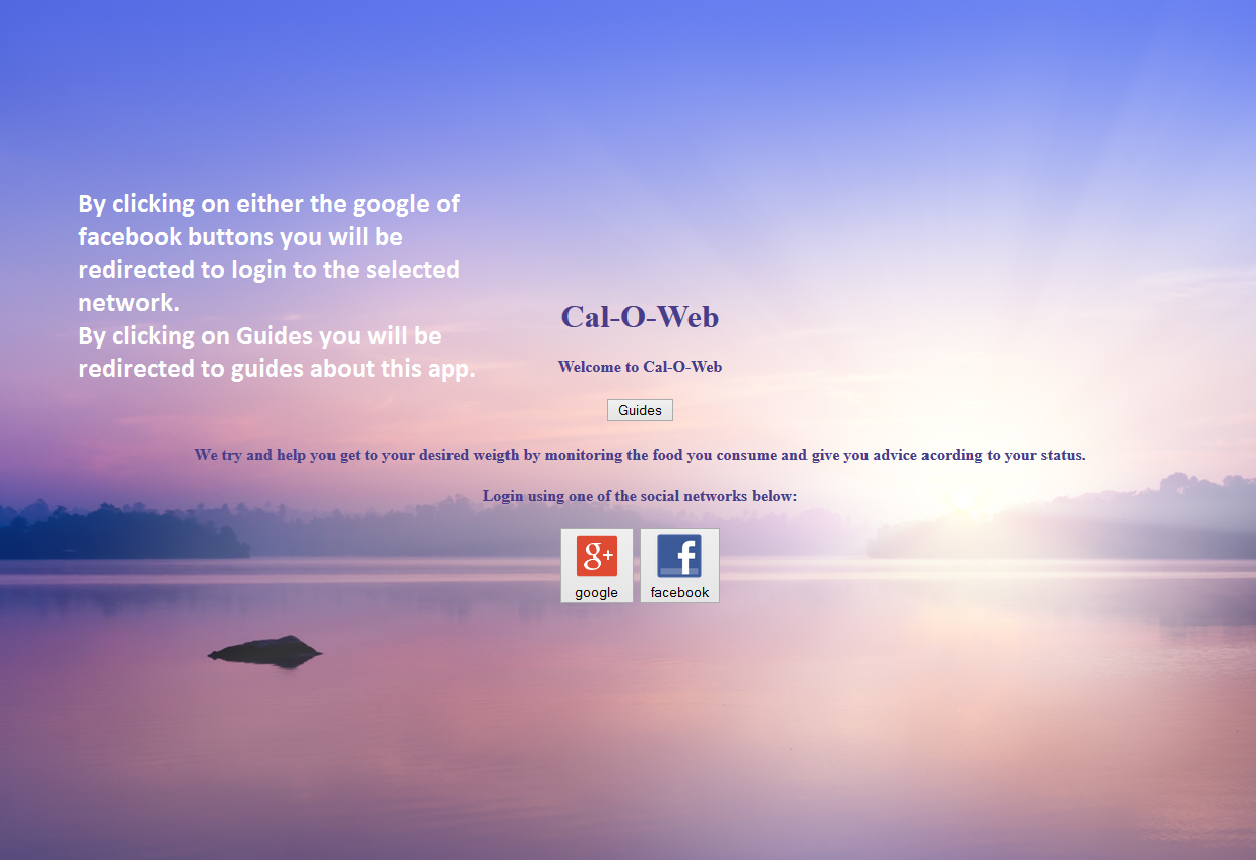 By clicking on either the google of
facebook buttons you will be
redirected to login to the selected
network.
By clicking on Guides you will be
redirected to guides about this app.
Cal-O-Web
Welcome to Cal-O-Web
Guides
We try and help you get to your desired weigth by monitoring the food you consume and give you advice acording to your status.
Login using one of the social networks below:
g+ f
google facebook